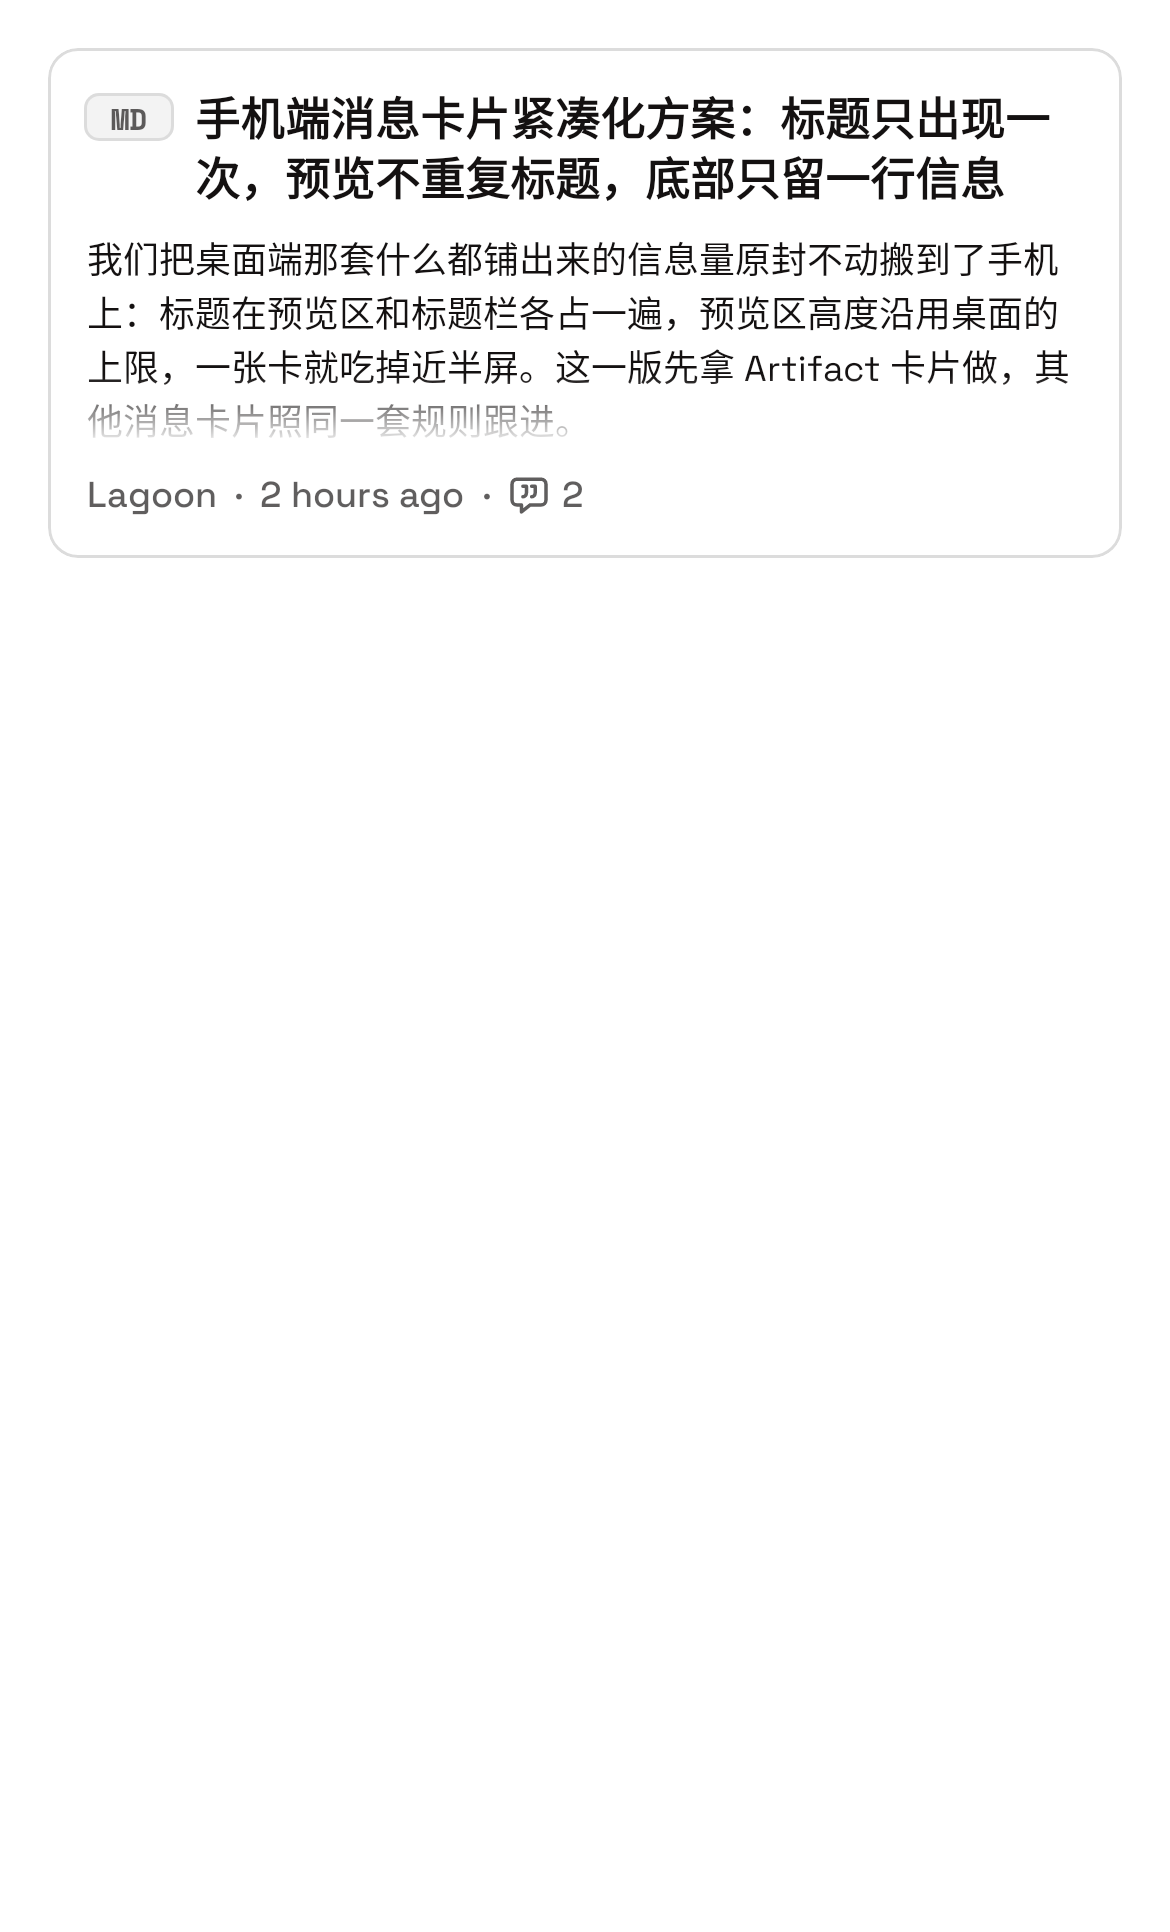 MD
手机端消息卡片紧凑化方案：标题只出现一
次，预览不重复标题，底部只留一行信息
我们把桌面端那套什么都铺出来的信息量原封不动搬到了手机
上：标题在预览区和标题栏各占一遍，预览区高度沿用桌面的
上限，一张卡就吃掉近半屏。这一版先拿 Artifact 卡片做，其
他消息卡片照同一套规则跟进。
Lagoon · 2 hours ago · 2